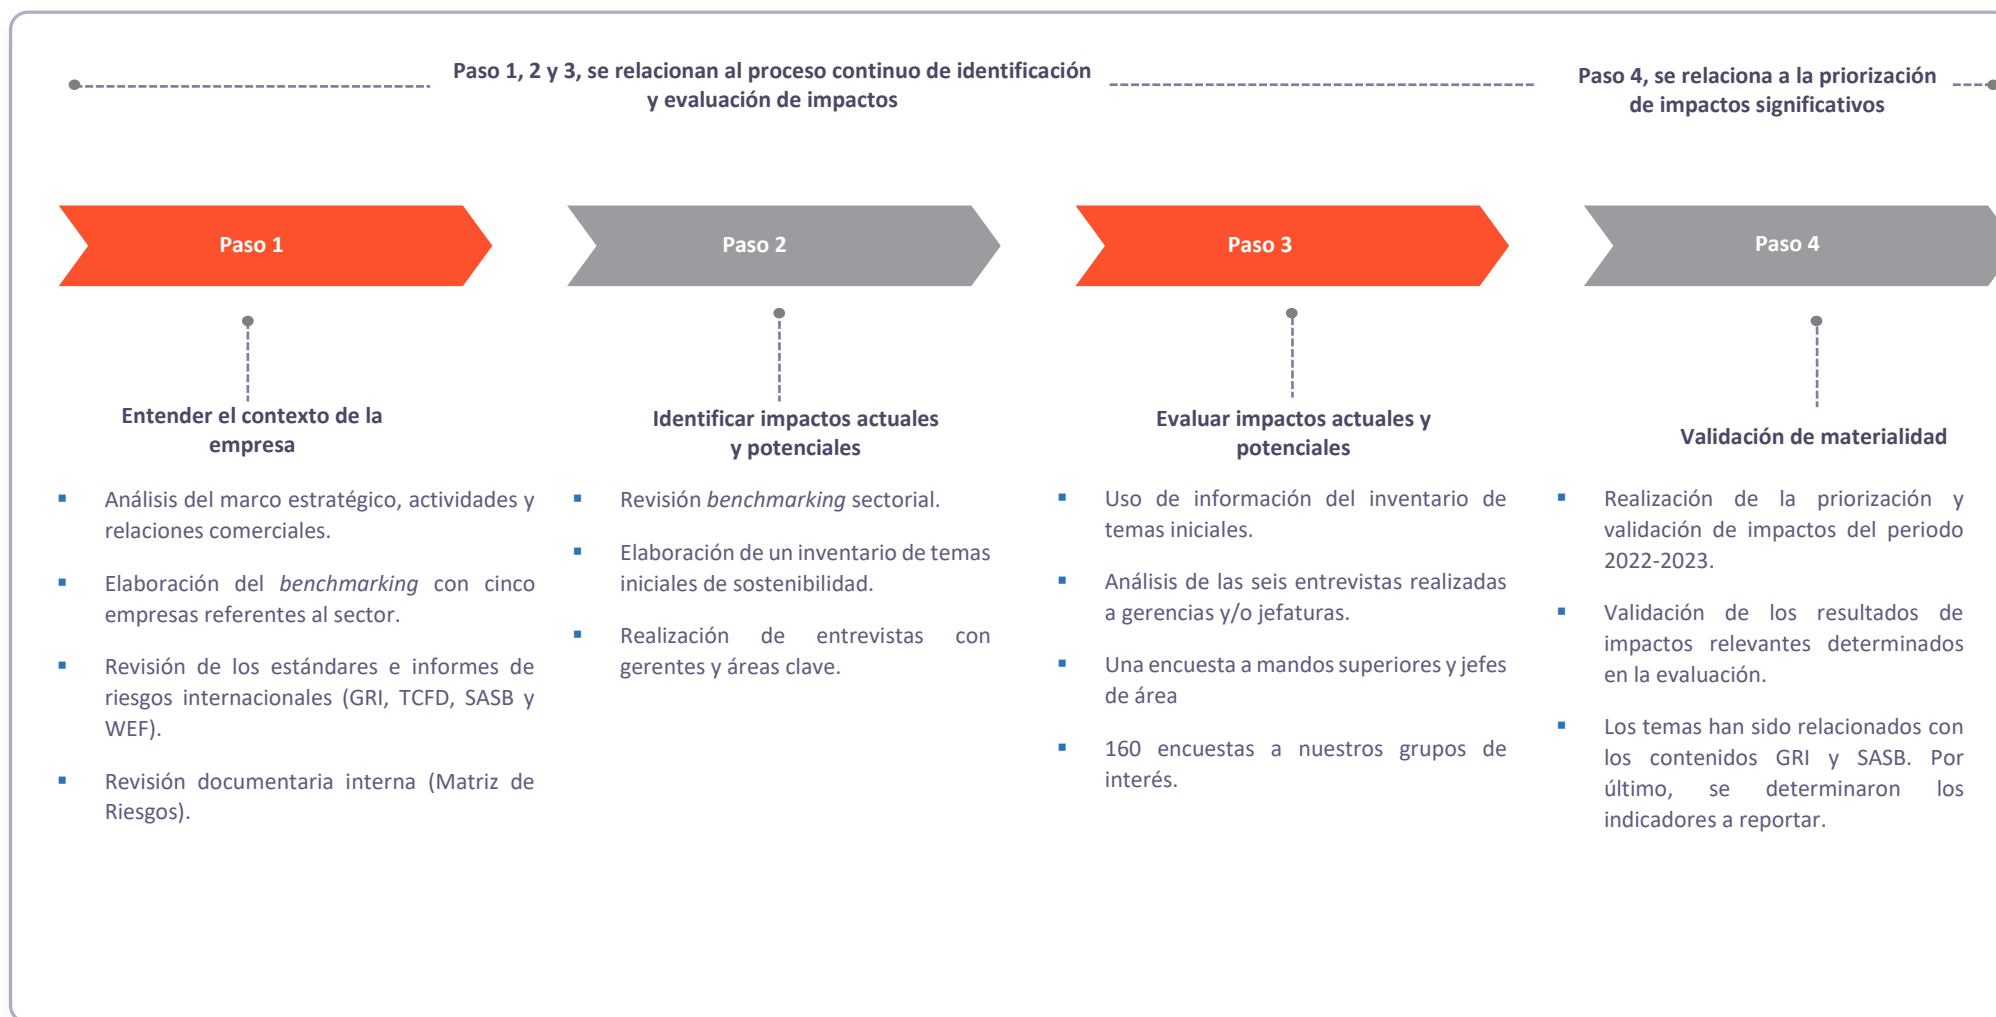 Paso 1, 2 y 3, se relacionan al proceso continuo de identificación
y evaluación de impactos
Paso 4, se relaciona a la priorización
de impactos significativos
Paso 1
Paso 2
Paso 3
Paso 4
Entender el contexto de la
empresa
▪ Análisis del marco estratégico, actividades y
relaciones comerciales.
▪ Elaboración del benchmarking con cinco
empresas referentes al sector.
▪ Revisión de los estándares e informes de
riesgos internacionales (GRI, TCFD, SASB y
WEF).
▪ Revisión documentaria interna (Matriz de
Riesgos).
Identificar impactos actuales
y potenciales
▪ Revisión benchmarking sectorial.
▪ Elaboración de un inventario de temas
iniciales de sostenibilidad.
▪ Realización de entrevistas con
gerentes y áreas clave.
Evaluar impactos actuales y
potenciales
▪ Uso de información del inventario de
temas iniciales.
▪ Análisis de las seis entrevistas realizadas
a gerencias y/o jefaturas.
▪ Una encuesta a mandos superiores y jefes
de área
▪ 160 encuestas a nuestros grupos de
interés.
Validación de materialidad
▪ Realización de la priorización y
validación de impactos del periodo
2022-2023.
▪ Validación de los resultados de
impactos relevantes determinados
en la evaluación.
▪ Los temas han sido relacionados con
los contenidos GRI y SASB. Por
último, se determinaron los
indicadores a reportar.